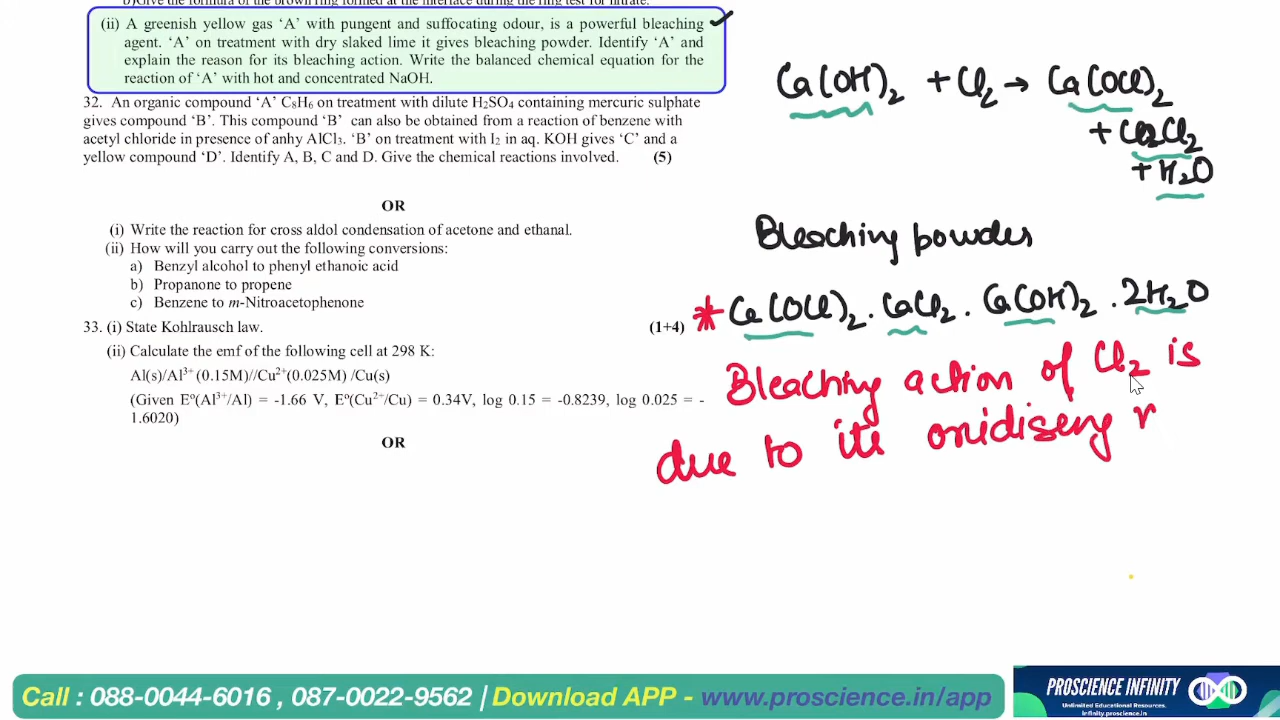 b)Give the formula of the brown ring formed at the interface during the ring test for nitrate.
(ii) A greenish yellow gas ‘A’ with pungent and suffocating odour, is a powerful bleaching
agent. ‘A’ on treatment with dry slaked lime it gives bleaching powder. Identify ‘A’ and
explain the reason for its bleaching action. Write the balanced chemical equation for the
reaction of ‘A’ with hot and concentrated NaOH.
32. An organic compound ‘A’ C₈H₆ on treatment with dilute H₂SO₄ containing mercuric sulphate
gives compound ‘B’. This compound ‘B’ can also be obtained from a reaction of benzene with
acetyl chloride in presence of anhy AlCl₃. ‘B’ on treatment with I₂ in aq. KOH gives ‘C’ and a
yellow compound ‘D’. Identify A, B, C and D. Give the chemical reactions involved. (5)
OR
(i) Write the reaction for cross aldol condensation of acetone and ethanal.
(ii) How will you carry out the following conversions:
a) Benzyl alcohol to phenyl ethanoic acid
b) Propanone to propene
c) Benzene to m-Nitroacetophenone
33. (i) State Kohlrausch law. (1+4)
(ii) Calculate the emf of the following cell at 298 K:
Al(s)/Al³⁺ (0.15M)//Cu²⁺(0.025M) /Cu(s)
(Given Eº(Al³⁺/Al) = -1.66 V, Eº(Cu²⁺/Cu) = 0.34V, log 0.15 = -0.8239, log 0.025 = -
1.6020)
OR
Ca(OH)₂ + Cl₂ → Ca(OCl)₂
+ CaCl₂
+ H₂O
Bleaching powder
* Ca(OCl)₂ . CaCl₂ . Ca(OH)₂ . 2H₂O
Bleaching action of Cl₂ is
due to its oxidising
Call : 088-0044-6016 , 087-0022-9562 | Download APP - www.proscience.in/app
PROSCIENCE INFINITY
Unlimited Educational Resources.
infinity.proscience.in